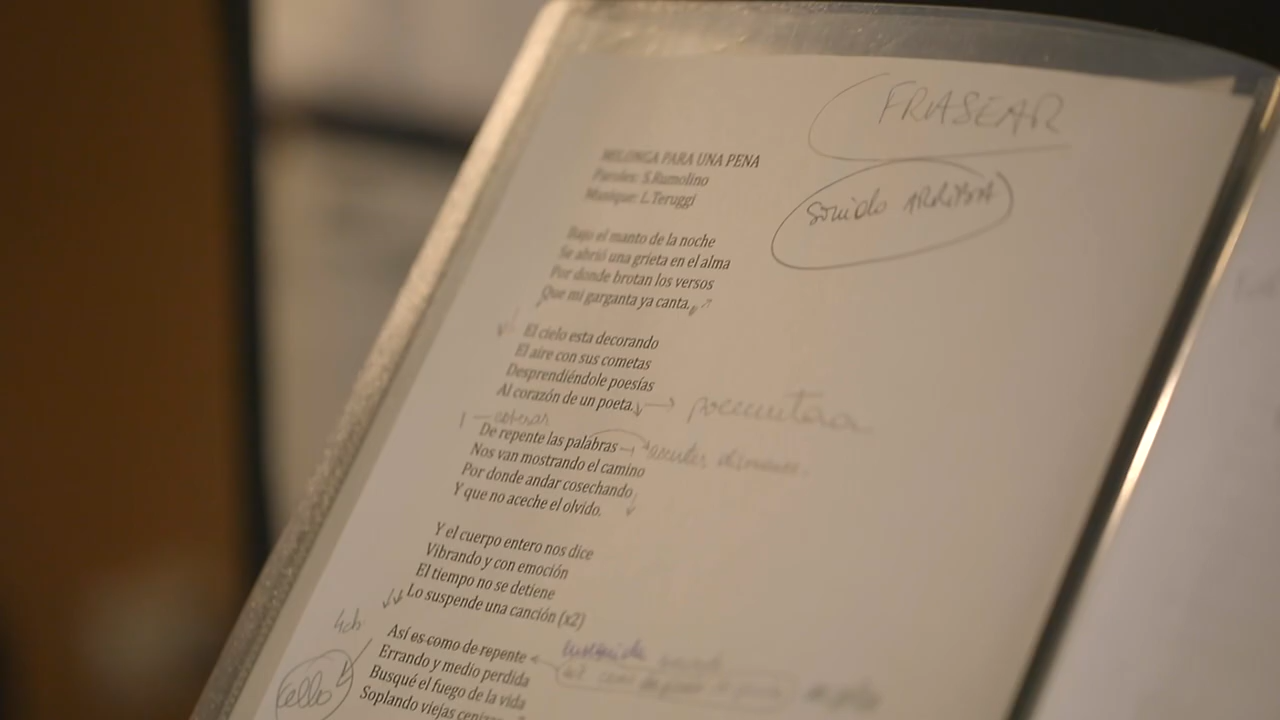 FRASEAR
MILONGA PARA UNA PENA
Paroles: S.Rumolino
Musique: L.Teruggi
sonido
Bajo el manto de la noche
Se abrió una grieta en el alma
Por donde brotan los versos
Que mi garganta ya canta.
El cielo esta decorando
El aire con sus cometas
Desprendiéndole poesías
Al corazón de un poeta.
De repente las palabras
Nos van mostrando el camino
Por donde andar cosechando
Y que no aceche el olvido.
Y el cuerpo entero nos dice
Vibrando y con emoción
El tiempo no se detiene
Lo suspende una canción (x2)
Así es como de repente
Errando y medio perdida
Cello
Busqué el fuego de la vida
Soplando viejas